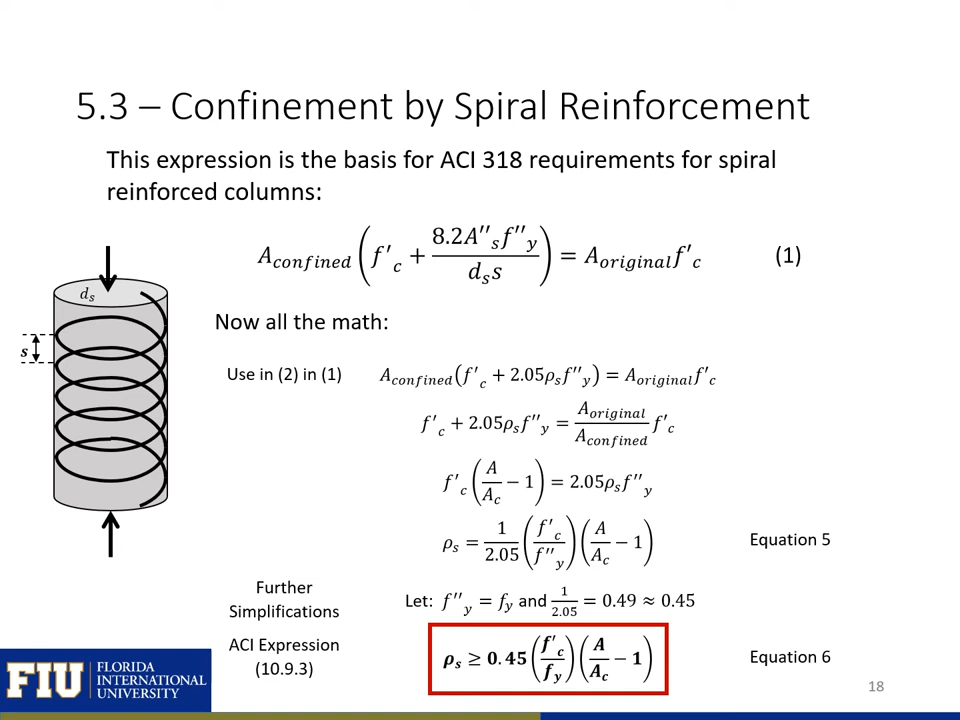 5.3 – Confinement by Spiral Reinforcement
This expression is the basis for ACI 318 requirements for spiral
reinforced columns:
A_confined (f'_c + 8.2A''_s f''_y / d_s s) = A_original f'_c (1)
d_s
s
Now all the math:
Use in (2) in (1) A_confined (f'_c + 2.05ρ_s f''_y) = A_original f'_c
f'_c + 2.05ρ_s f''_y = A_original / A_confined f'_c
f'_c (A / A_c − 1) = 2.05ρ_s f''_y
ρ_s = 1 / 2.05 (f'_c / f''_y) (A / A_c − 1) Equation 5
Further
Simplifications
Let: f''_y = f_y and 1 / 2.05 = 0.49 ≈ 0.45
ACI Expression
(10.9.3)
ρ_s ≥ 0.45 (f'_c / f_y) (A / A_c − 1) Equation 6
FIU
FLORIDA
INTERNATIONAL
UNIVERSITY
18